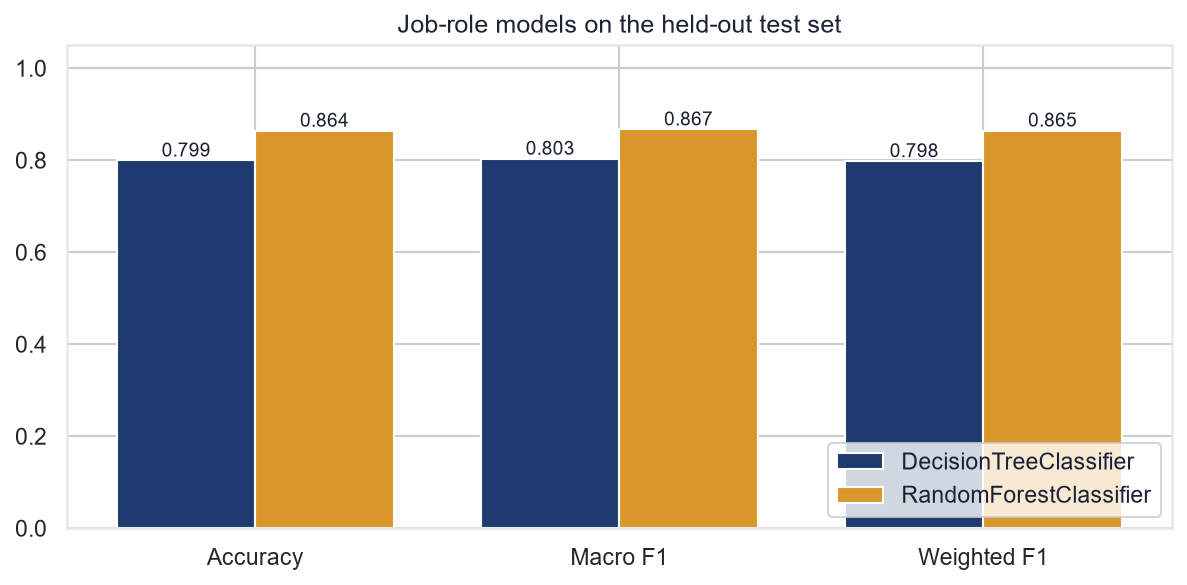 Job-role models on the held-out test set
1.0
0.8
0.6
0.4
0.2
0.0
0.799
0.864
0.803
0.867
0.798
0.865
DecisionTreeClassifier
RandomForestClassifier
Accuracy
Macro F1
Weighted F1